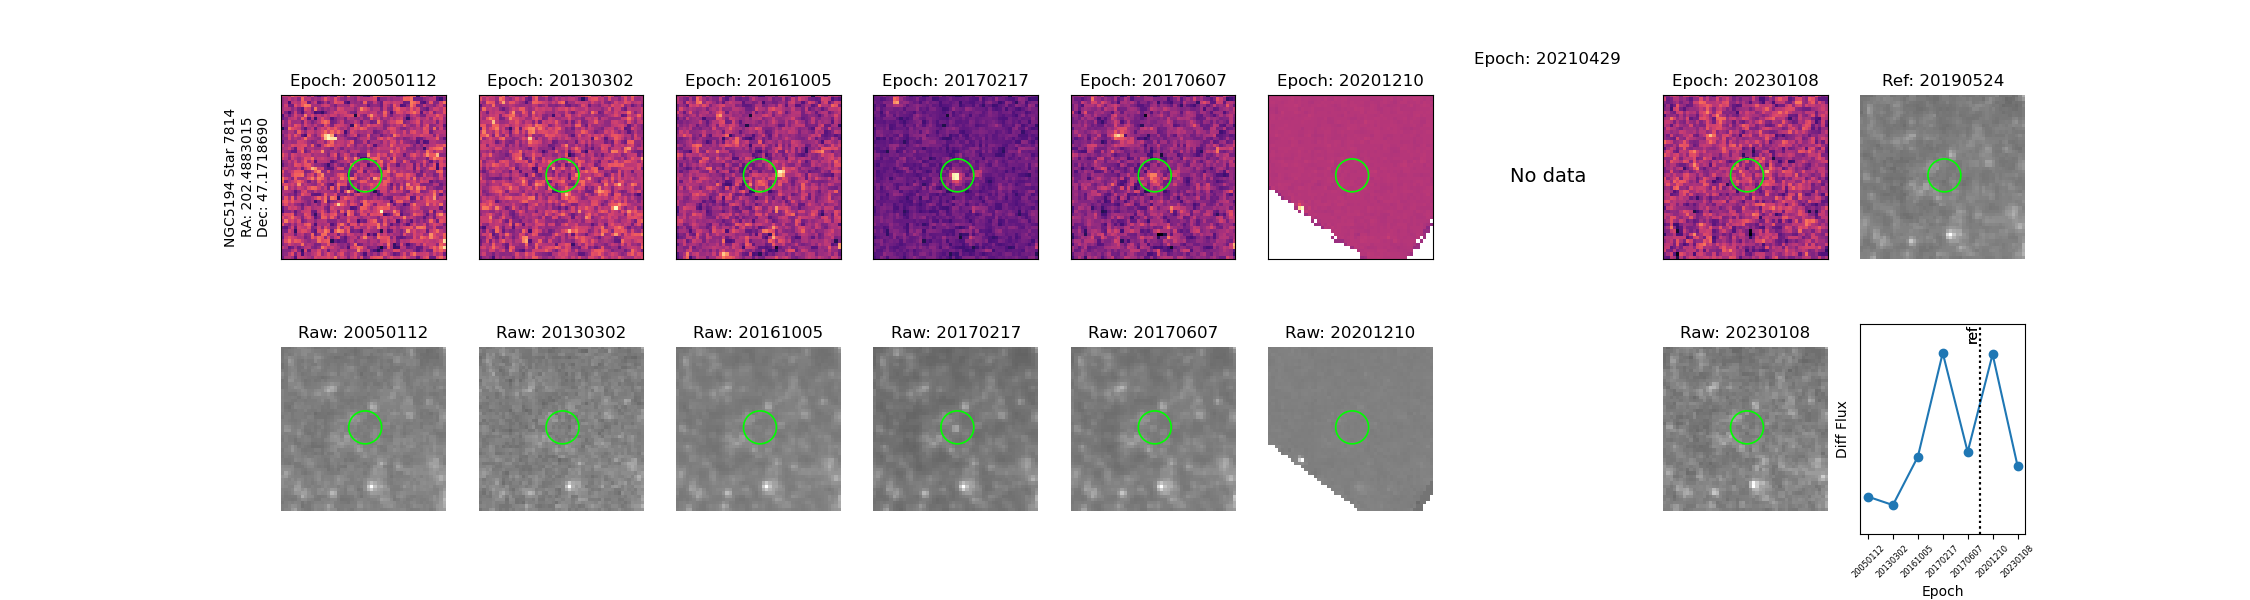 Epoch: 20210429
Epoch: 20050112
Epoch: 20130302
Epoch: 20161005
Epoch: 20170217
Epoch: 20170607
Epoch: 20201210
Epoch: 20230108
Ref: 20190524
NGC5194 Star 7814
RA: 202.4883015
Dec: 47.1718690
No data
Raw: 20050112
Raw: 20130302
Raw: 20161005
Raw: 20170217
Raw: 20170607
Raw: 20201210
Raw: 20230108
ref
Diff Flux
20050112
20130302
20161005
20170217
20170607
20201210
20230108
Epoch